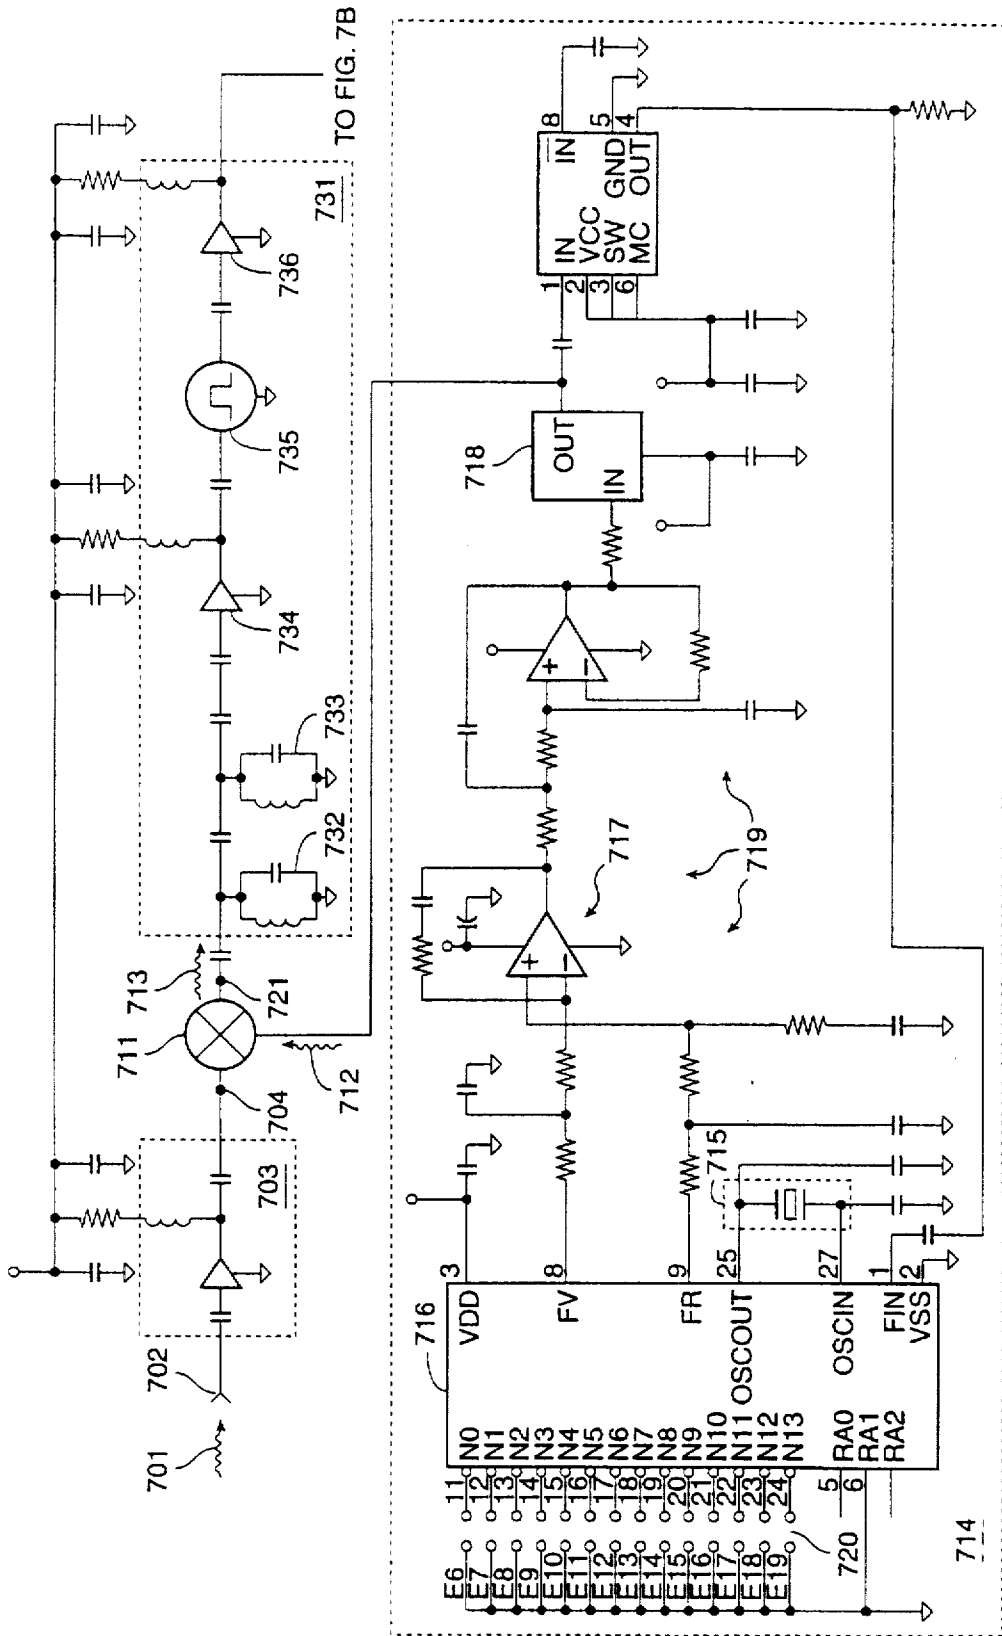 TO FIG. 7B
701
702
703
704
711
712
713
721
731
732
733
734
735
736
716
E6 11 N0
E7 12 N1
E8 13 N2
E9 14 N3
E10 15 N4
E11 16 N5
E12 17 N6
E13 18 N7
E14 19 N8
E15 20 N9
E16 21 N10
E17 22 N11
E18 23 N12
E19 24 N13
720
5 RA0
6 RA1
RA2
VDD 3
FV 8
FR 9
OSCOUT 25
OSCIN 27
FIN 1
VSS 2
715
717
+
−
719
+
−
718
OUT
IN
1 IN
2 VCC
3 SW
6 MC
IN 8
GND 5
OUT 4
714